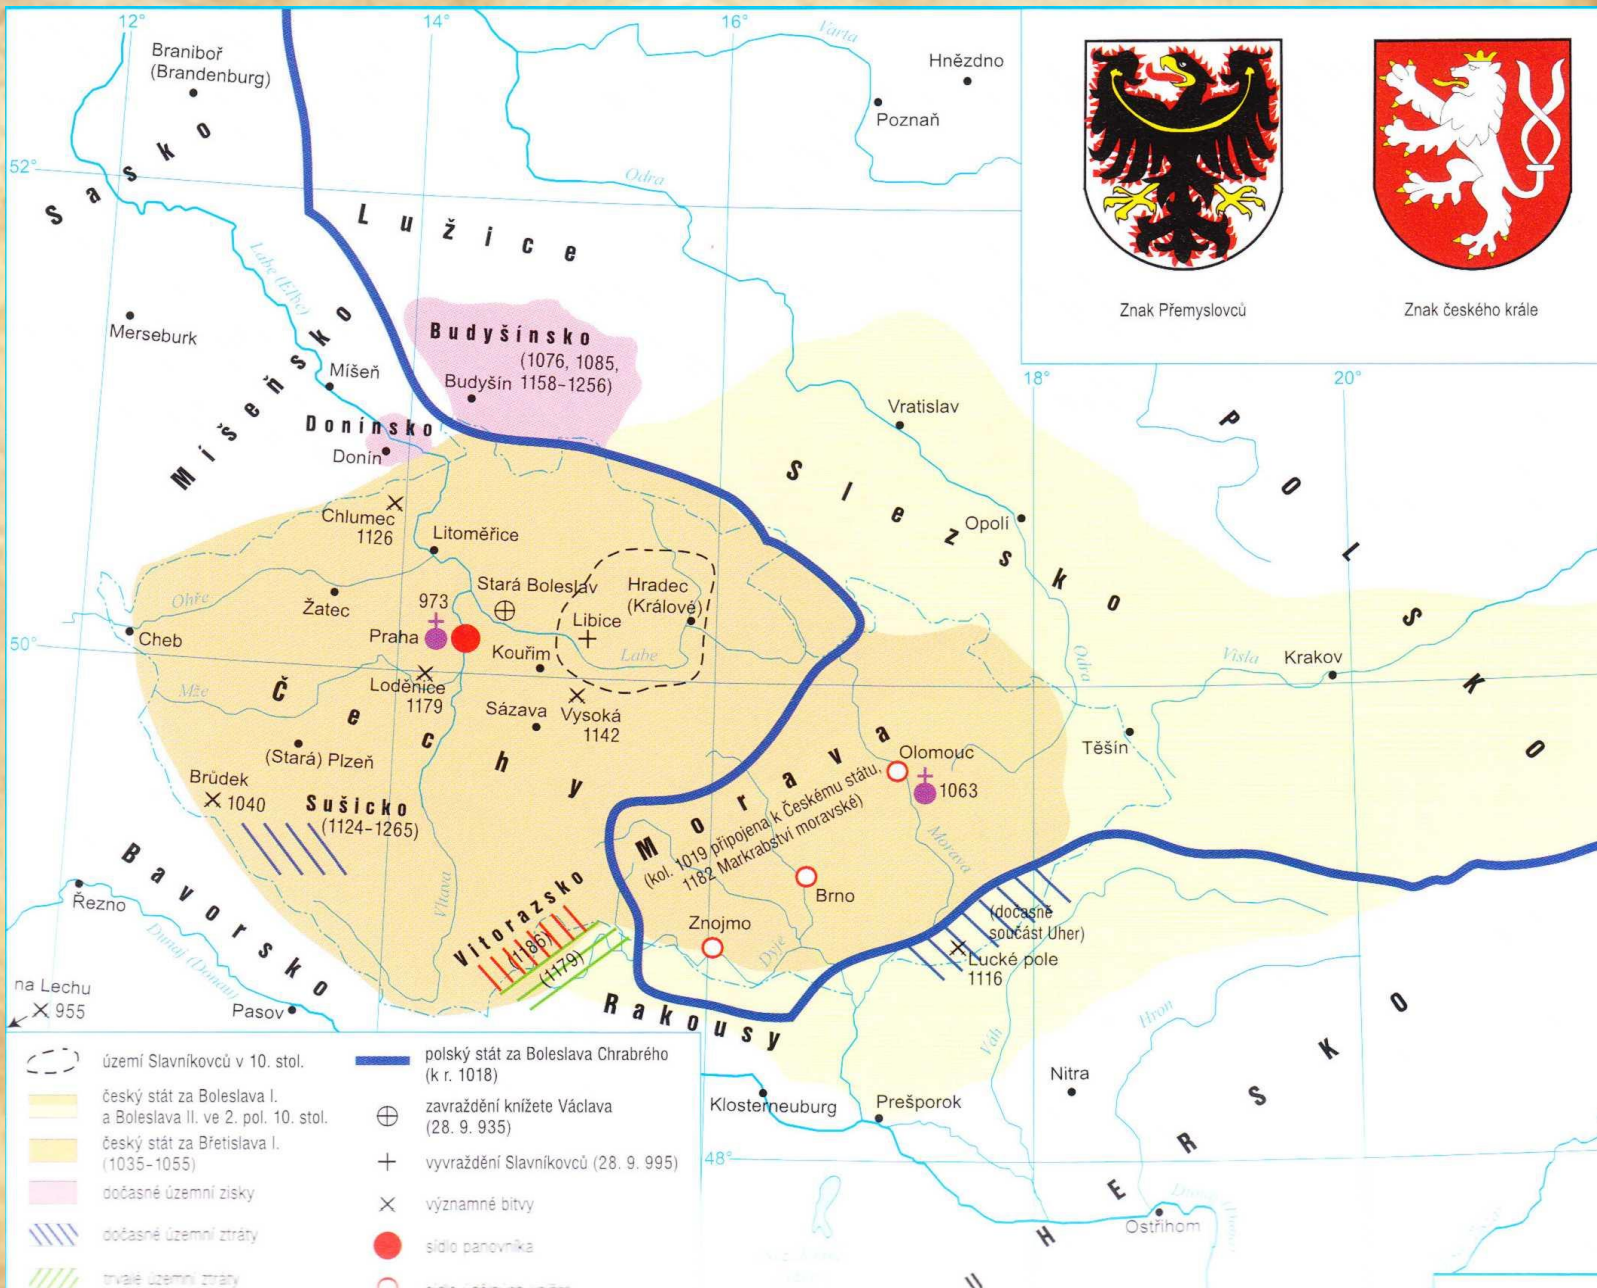 12°
14°
16°
Braniboř
(Brandenburg)
Varta
Hnězdno
Poznaň
Znak Přemyslovců
Znak českého krále
52°
Sasko
Odra
Lužice
Labe (Elbe)
Merseburk
Míšeňsko
Míšeň
Budyšínsko
(1076, 1085,
Budyšín 1158–1256)
Donínsko
Donín
18°
20°
Vratislav
POLSKO
Slezsko
Opolí
Chlumec
1126
Litoměřice
Ohře
Žatec
Cheb
973
Praha
Stará Boleslav
Hradec
(Králové)
Libice
Kouřim
Labe
50°
Odra
Visla
Krakov
Mže
Čechy
Loděnice
1179
Sázava
Vysoká
1142
(Stará) Plzeň
Brůdek
1040
Sušicko
(1124–1265)
Morava
(kol. 1019 připojena k Českému státu,
1182 Markrabství moravské)
Olomouc
1063
Těšín
Morava
Bavorsko
Řezno
Dunaj (Donau)
Vltava
Vitorazsko
(1186)
(1179)
Brno
Znojmo
Dyje
(dočasně
součást Uher)
Lucké pole
1116
na Lechu
955
Pasov
Rakousy
Váh
Hron
UHERSKO
Nitra
Klosterneuburg
Prešporok
48°
Ostřihom
území Slavníkovců v 10. stol.
český stát za Boleslava I.
a Boleslava II. ve 2. pol. 10. stol.
český stát za Břetislava I.
(1035–1055)
dočasné územní zisky
dočasné územní ztráty
trvalé územní ztráty
polský stát za Boleslava Chrabrého
(k r. 1018)
zavraždění knížete Václava
(28. 9. 935)
vyvraždění Slavníkovců (28. 9. 995)
významné bitvy
sídlo panovníka